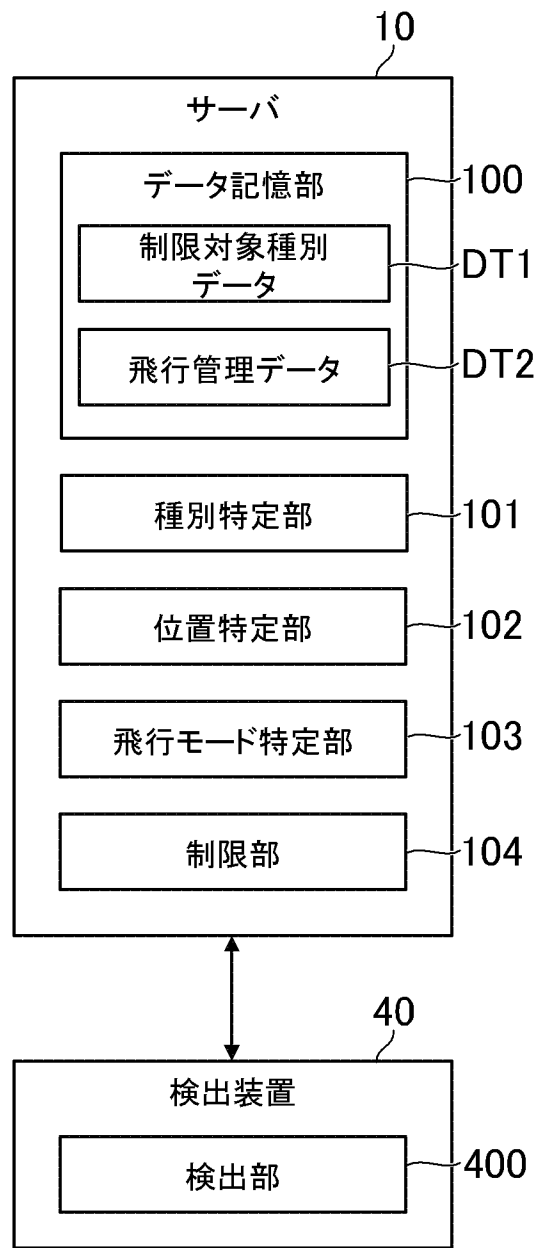 10
サーバ
データ記憶部
100
制限対象種別
データ
DT1
飛行管理データ
DT2
種別特定部
101
位置特定部
102
飛行モード特定部
103
制限部
104
40
検出装置
検出部
400